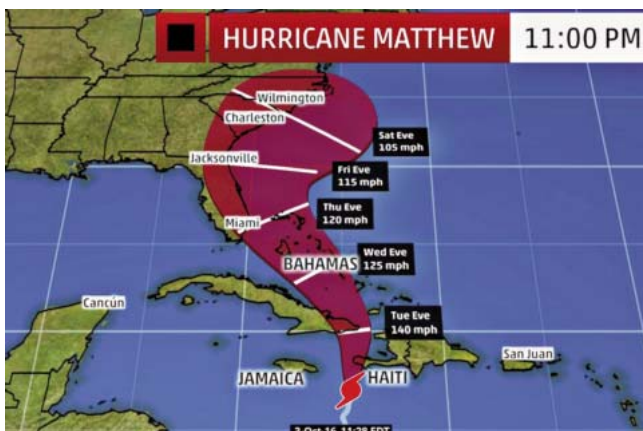 HURRICANE MATTHEW
11:00 PM
Wilmington
Charleston
Sat Eve
105 mph
Jacksonville
Fri Eve
115 mph
Thu Eve
120 mph
Miami
Wed Eve
125 mph
BAHAMAS
Cancún
Tue Eve
140 mph
San Juan
JAMAICA
HAITI